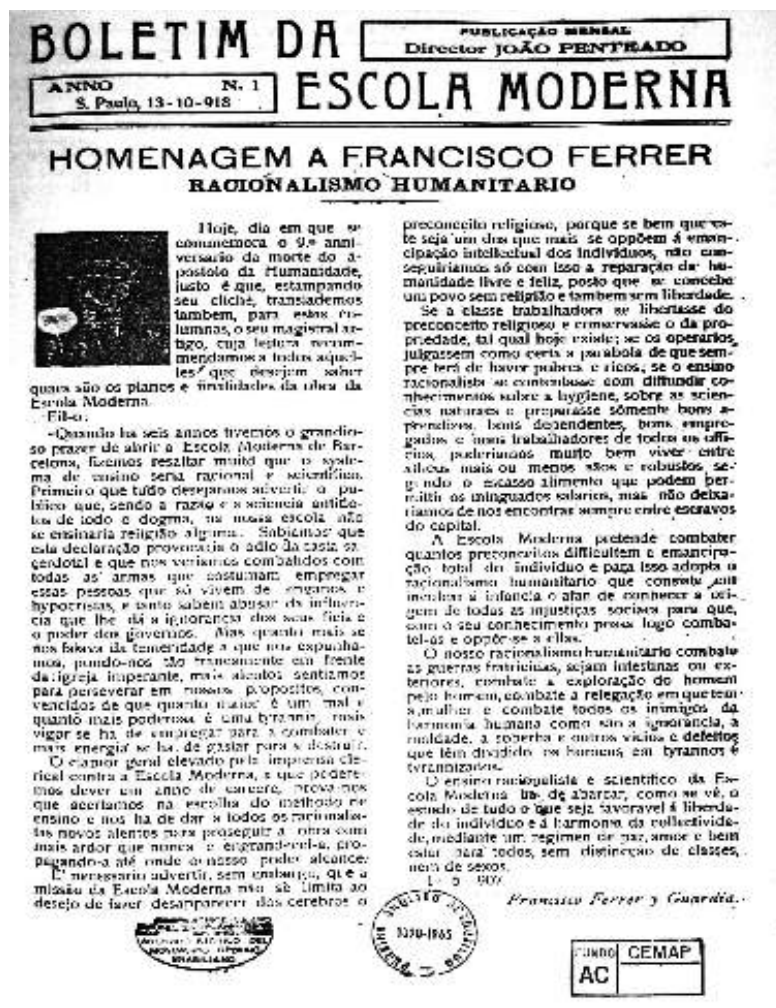 BOLETIM DA
ESCOLA MODERNA
PUBLICAÇÃO MENSAL
Director JOÃO PENTEADO
ANNO N. 1
S. Paulo, 13-10-918
HOMENAGEM A FRANCISCO FERRER
RACIONALISMO HUMANITARIO
Hoje, dia em que se
commemora o 9.º anni-
versario da morte do a-
postolo da Humanidade,
justo é que, estampando
seu cliché, translademos
tambem, para estas co-
lumnas, o seu magistral ar-
tigo, cuja leitura recom-
mendamos a todos aquel-
les que desejem saber
quaes são os planos e finalidades da obra da
Escola Moderna.
Eil-o:
«Quando ha seis annos tivemos o grandio-
so prazer de abrir a Escola Moderna de Bar-
celona, fizemos resaltar muito que o syste-
ma de ensino seria racional e scientifico.
Primeiro que tudo desejamos advertir o pu-
blico que, sendo a razão e a sciencia antido-
tos de todo o dogma, na nossa escola não
se ensinaria religião alguma. Sabiamos que
esta declaração provocaria o odio da casta sa-
cerdotal e que nos veriamos combatidos com
todas as armas que costumam empregar
essas pessoas que só vivem de enganos e
hypocrisias, e tanto sabem abusar da influen-
cia que lhe dá a ignorancia dos seus fieis e
o poder dos governos. Mas quanto mais se
nos falava da temeridade a que nos expunha-
mos, pondo-nos tão francamente em frente
da igreja imperante, mais alentos sentiamos
para perseverar em nossos propositos, con-
vencidos de que quanto maior é um mal e
quanto mais poderosa é uma tyrannia, mais
vigor se ha de empregar para a combater e
mais energia se ha de gastar para a destruir.
O clamor geral elevado pela imprensa cle-
rical contra a Escola Moderna, e que podere-
mos dever um anno de carcere, prova-nos
que acertamos na escolha do methodo de
ensino e nos ha de dar a todos os racionalis-
tas novos alentos para proseguir a obra com
mais ardor que nunca e engrandecel-a, pro-
pagando-a até onde o nosso poder alcance.
E' necessario advertir, sem embargo, que a
missão da Escola Moderna não se limita ao
desejo de fazer desapparecer dos cerebros o
preconceito religioso, porque se bem que es-
te seja um dos que mais se oppõem á eman-
cipação intellectual dos individuos, não con-
seguiriamos só com isso a reparação da hu-
manidade livre e feliz, posto que se concebe
um povo sem religião e tambem sem liberdade.
Se a classe trabalhadora se libertasse do
preconceito religioso e conservasse o da pro-
priedade, tal qual hoje existe; se os operarios
julgassem como certa a parabola de que sem-
pre terá de haver pobres e ricos; se o ensino
racionalista se contentasse com diffundir co-
nhecimentos sobre a hygiene, sobre as scien-
cias naturaes e preparasse sómente bons a-
prendizes, bons dependentes, bons empre-
gados e bons trabalhadores de todos os offi-
cios, poderiamos muito bem viver entre
atheus mais ou menos sãos e robustos, se-
gundo o escasso alimento que podem per-
mittir os minguados salarios, mas não deixa-
riamos de nos encontrar sempre entre escravos
do capital.
A Escola Moderna pretende combater
quantos preconceitos difficultem a emancipa-
ção total do individuo e para isso adopta o
racionalismo humanitario que consiste em
inculcar á infancia o afan de conhecer a ori-
gem de todas as injustiças sociaes para que,
com o seu conhecimento possa logo comba-
tel-as e oppôr-se a ellas.
O nosso racionalismo humanitario combate
as guerras fratricidas, sejam intestinas ou ex-
teriores, combate a exploração do homem
pelo homem, combate a relegação em que tem
a mulher e combate todos os inimigos da
harmonia humana como são a ignorancia, a
maldade, a soberba e outros vicios e defeitos
que têm dividido os homens em tyrannos e
tyrannizados.
O ensino racionalista e scientifico da Es-
cola Moderna ha de abarcar, como se vê, o
estudo de tudo o que seja favoravel á liberda-
de do individuo e á harmonia da collectivida-
de, mediante um regimen de paz, amor e bem
estar para todos, sem distincção de classes,
nem de sexos.
1-5-907.
Francisco Ferrer y Guardia.
BRASILIANO
1920-1965
FUNDO
AC
CEMAP